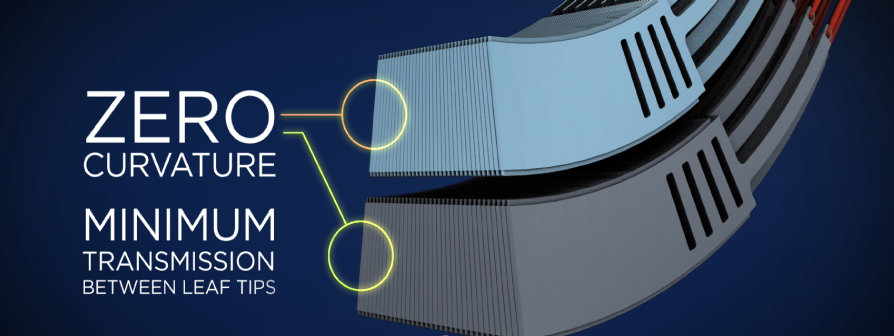 ZERO
CURVATURE
MINIMUM
TRANSMISSION
BETWEEN LEAF TIPS